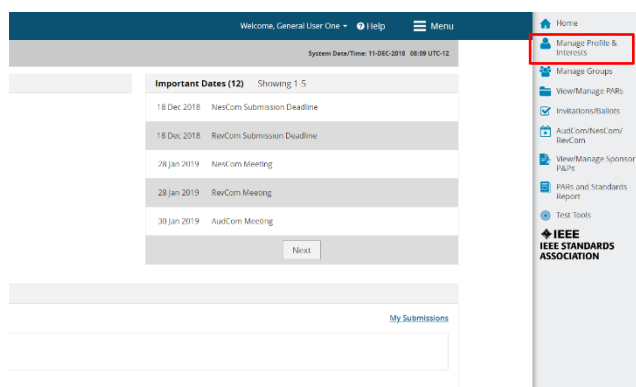 Welcome, General User One
Help
Menu
System Date/Time: 11-DEC-2018 08:09 UTC-12
Important Dates (12) Showing 1-5
18 Dec 2018 NesCom Submission Deadline
18 Dec 2018 RevCom Submission Deadline
28 Jan 2019 NesCom Meeting
28 Jan 2019 RevCom Meeting
30 Jan 2019 AudCom Meeting
Next
My Submissions
Home
Manage Profile &
Interests
Manage Groups
View/Manage PARs
Invitations/Ballots
AudCom/NesCom/
RevCom
View/Manage Sponsor
P&Ps
PARs and Standards
Report
Test Tools
IEEE
IEEE STANDARDS
ASSOCIATION